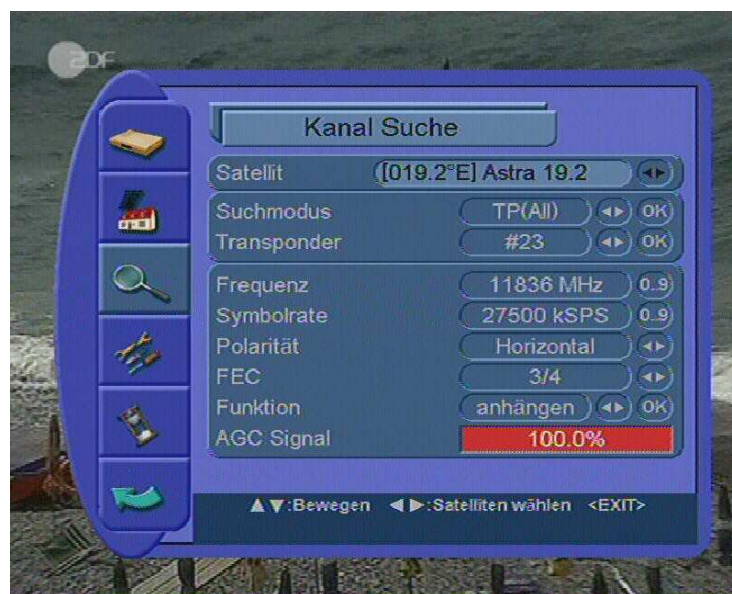 ZDF
Kanal Suche
Satellit [019.2°E] Astra 19.2
Suchmodus TP(All) OK
Transponder #23 OK
Frequenz 11836 MHz 0..9
Symbolrate 27500 kSPS 0..9
Polarität Horizontal
FEC 3/4
Funktion anhängen OK
AGC Signal 100.0%
▲▼:Bewegen ◄►:Satelliten wählen <EXIT>